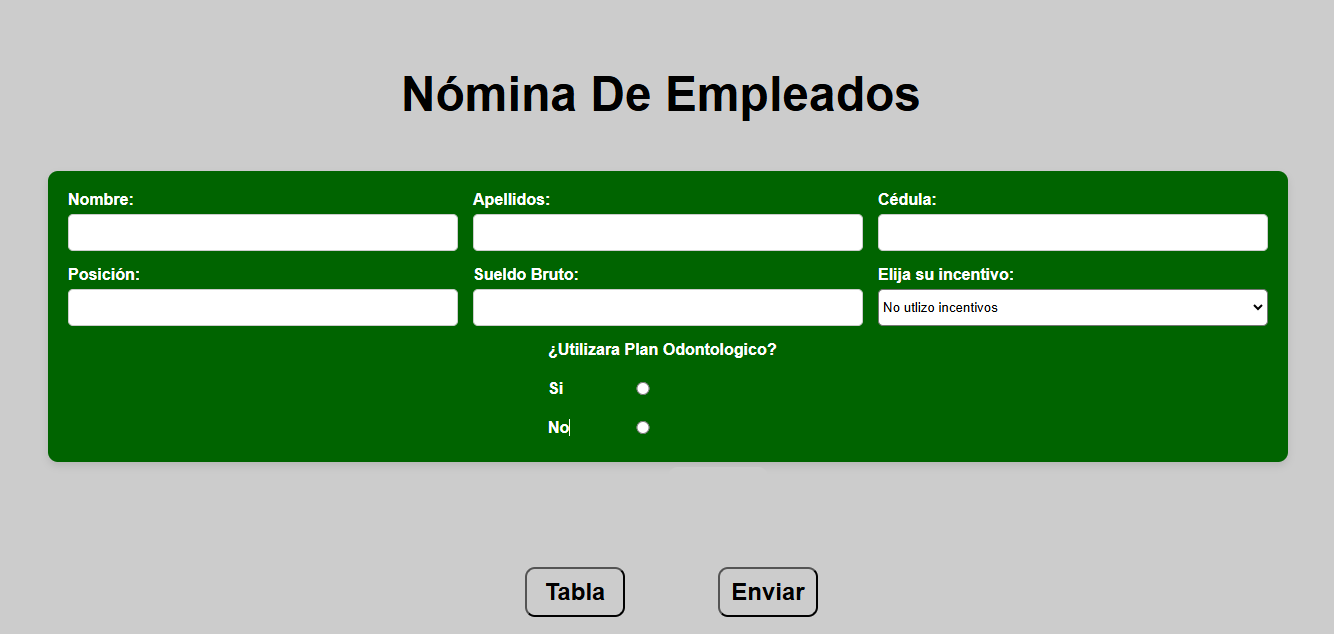 Nómina De Empleados
Nombre: Apellidos: Cédula:
Posición: Sueldo Bruto: Elija su incentivo:
No utlizo incentivos
¿Utilizara Plan Odontologico?
Si
No
Tabla Enviar